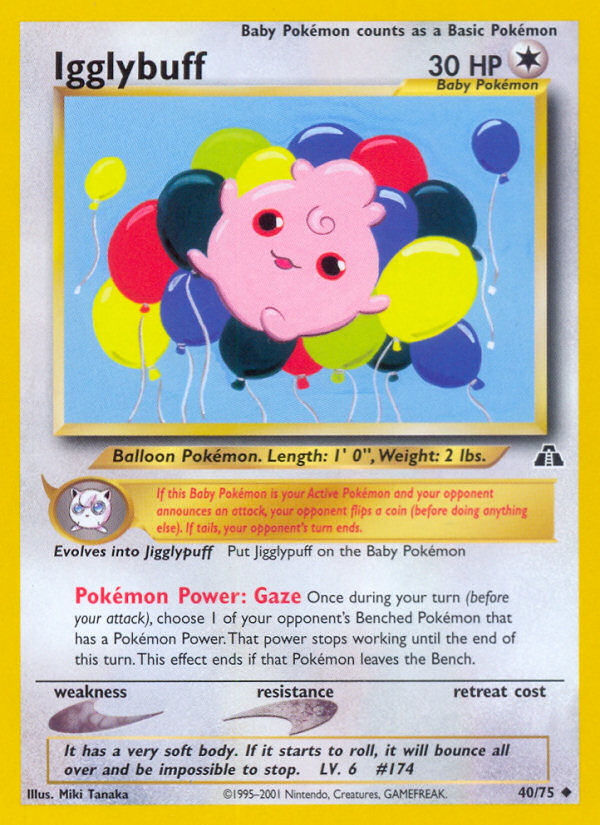 Baby Pokémon counts as a Basic Pokémon
Igglybuff
30 HP
Baby Pokémon
Balloon Pokémon. Length: 1' 0", Weight: 2 lbs.
If this Baby Pokémon is your Active Pokémon and your opponent
announces an attack, your opponent flips a coin (before doing anything
else). If tails, your opponent's turn ends.
Evolves into Jigglypuff Put Jigglypuff on the Baby Pokémon
Pokémon Power: Gaze Once during your turn (before
your attack), choose 1 of your opponent's Benched Pokémon that
has a Pokémon Power. That power stops working until the end of
this turn. This effect ends if that Pokémon leaves the Bench.
weakness resistance retreat cost
It has a very soft body. If it starts to roll, it will bounce all
over and be impossible to stop. LV. 6 #174
Illus. Miki Tanaka ©1995-2001 Nintendo, Creatures, GAMEFREAK. 40/75